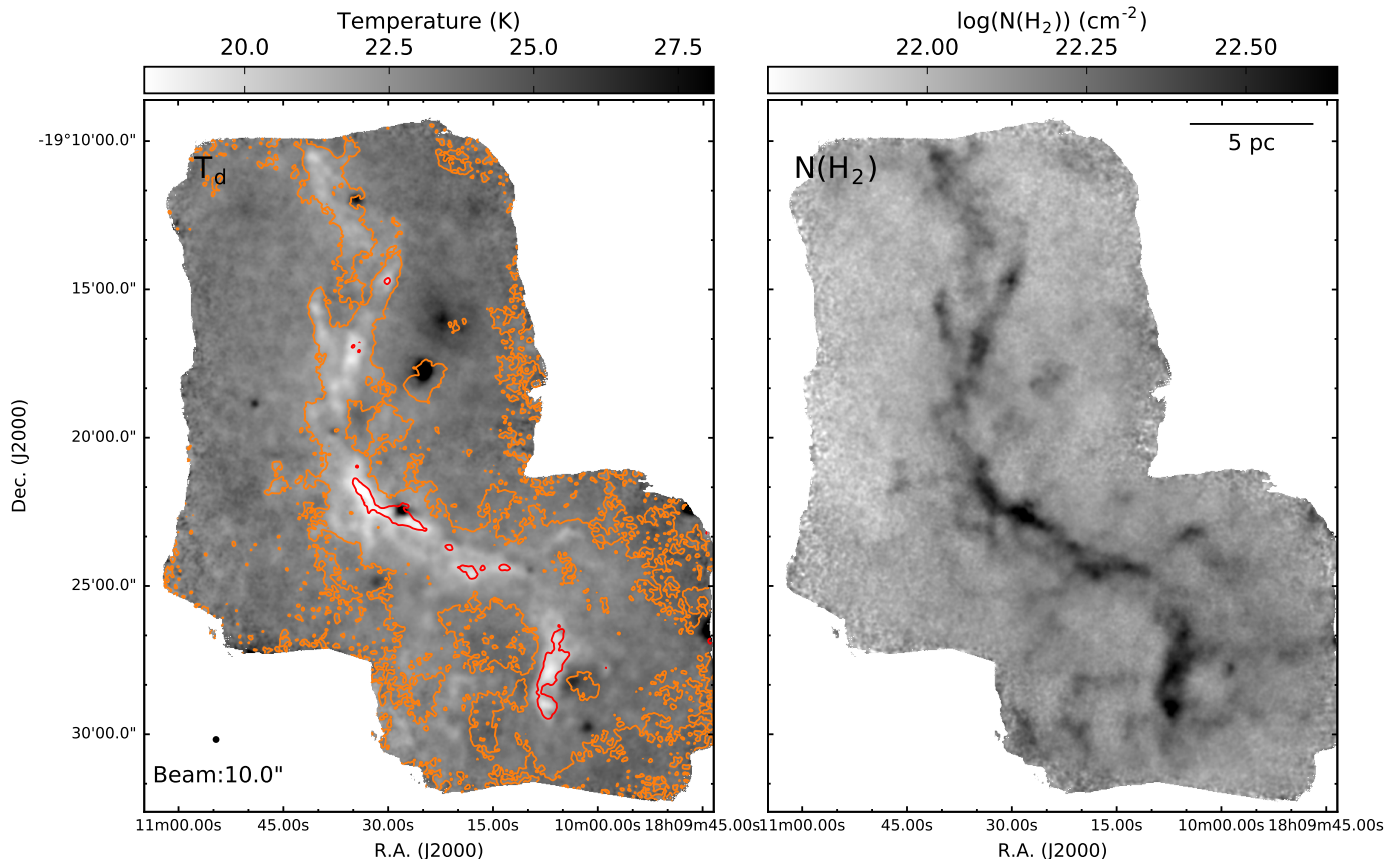 Temperature (K)
20.0 22.5 25.0 27.5
log(N(H2)) (cm-2)
22.00 22.25 22.50
Td
N(H2)
5 pc
-19°10'00.0"
15'00.0"
20'00.0"
25'00.0"
30'00.0"
Dec. (J2000)
Beam:10.0"
11m00.00s 45.00s 30.00s 15.00s 10m00.00s 18h09m45.00s
R.A. (J2000)
11m00.00s 45.00s 30.00s 15.00s 10m00.00s 18h09m45.00s
R.A. (J2000)